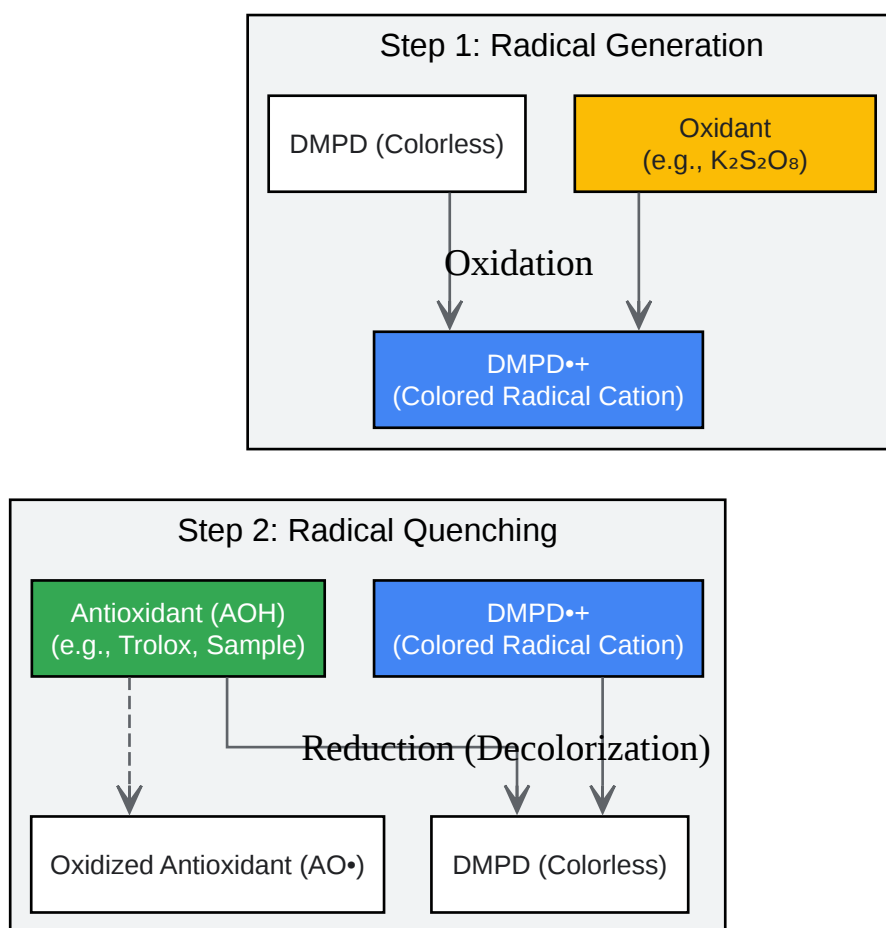 Step 1: Radical Generation
DMPD (Colorless)
Oxidant
(e.g., K₂S₂O₈)
Oxidation
DMPD•+
(Colored Radical Cation)
Step 2: Radical Quenching
Antioxidant (AOH)
(e.g., Trolox, Sample)
DMPD•+
(Colored Radical Cation)
Reduction (Decolorization)
Oxidized Antioxidant (AO•)
DMPD (Colorless)